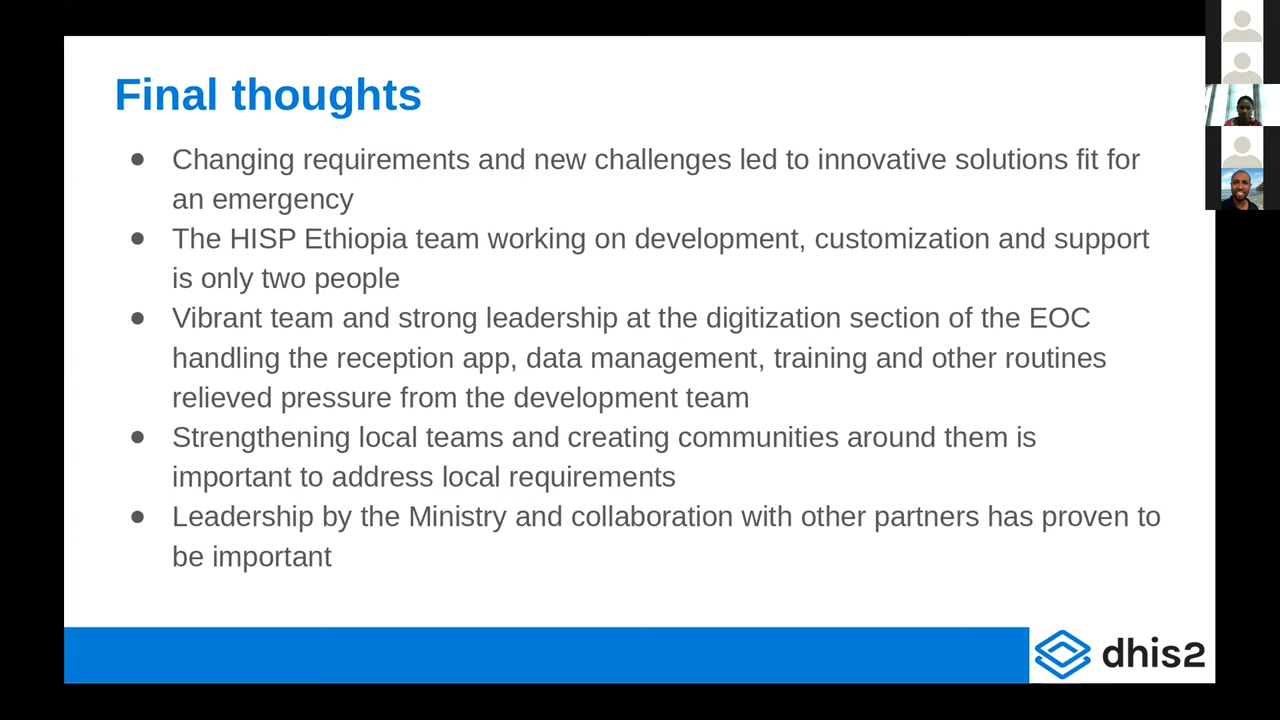 Final thoughts
● Changing requirements and new challenges led to innovative solutions fit for
an emergency
● The HISP Ethiopia team working on development, customization and support
is only two people
● Vibrant team and strong leadership at the digitization section of the EOC
handling the reception app, data management, training and other routines
relieved pressure from the development team
● Strengthening local teams and creating communities around them is
important to address local requirements
● Leadership by the Ministry and collaboration with other partners has proven to
be important
dhis2